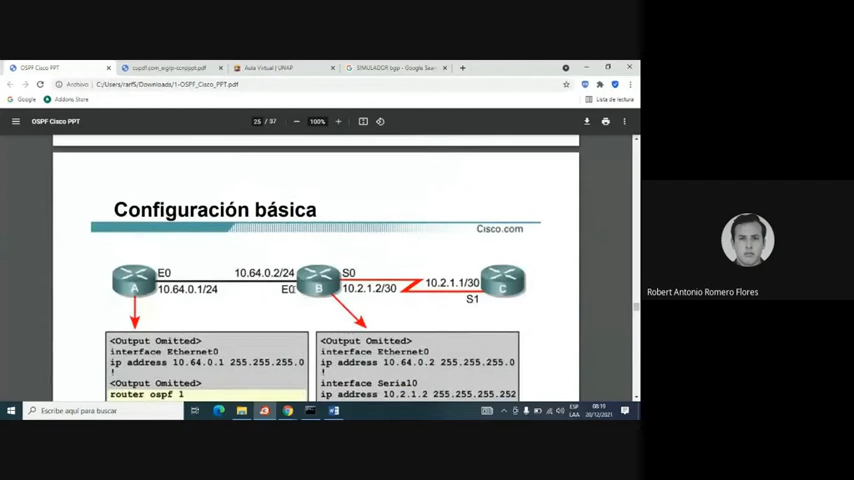 OSPF Cisco PPT
cspdf.com_eigrp-ccnpppt.pdf
Aula Virtual | UNAP
SIMULADOR bgp - Google Sear
Archivo
C:/Users/rarf5/Downloads/1-OSPF_Cisco_PPT.pdf
Google
Addons Store
Lista de lectura
OSPF Cisco PPT
25 / 37
100%
Configuración básica
Cisco.com
E0
10.64.0.2/24
S0
10.2.1.1/30
A
10.64.0.1/24
E0
B
10.2.1.2/30
C
S1
<Output Omitted>
interface Ethernet0
ip address 10.64.0.1 255.255.255.0
!
<Output Omitted>
router ospf 1
<Output Omitted>
interface Ethernet0
ip address 10.64.0.2 255.255.255.0
!
interface Serial0
ip address 10.2.1.2 255.255.255.252
Robert Antonio Romero Flores
Escribe aquí para buscar
ESP
LAA
08:19
20/12/2021